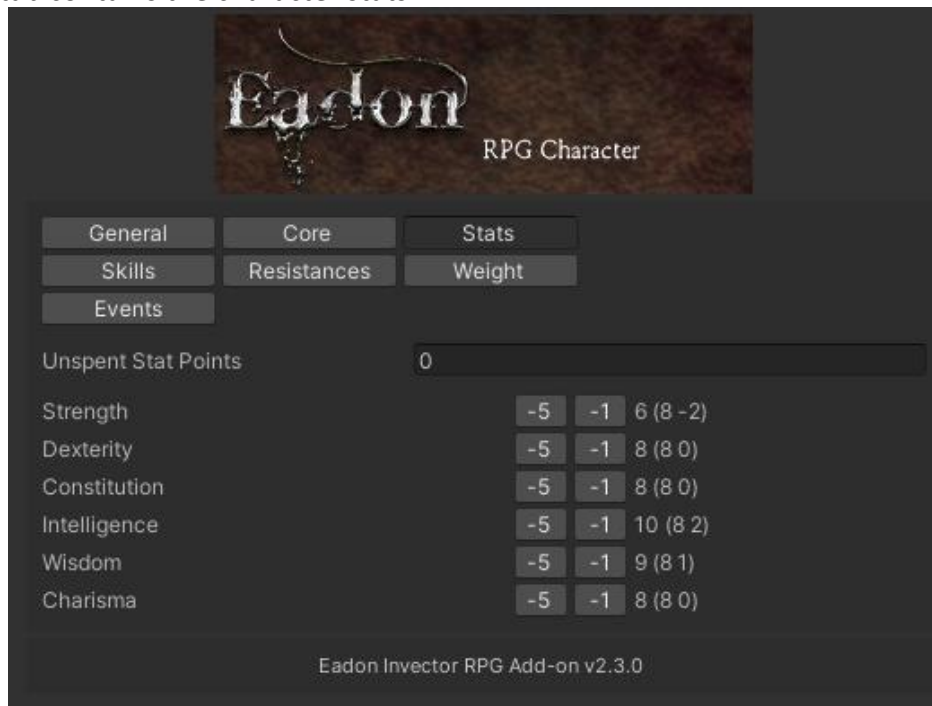 Eadon
RPG Character
General Core Stats
Skills Resistances Weight
Events
Unspent Stat Points 0
Strength -5 -1 6 (8 -2)
Dexterity -5 -1 8 (8 0)
Constitution -5 -1 8 (8 0)
Intelligence -5 -1 10 (8 2)
Wisdom -5 -1 9 (8 1)
Charisma -5 -1 8 (8 0)
Eadon Invector RPG Add-on v2.3.0